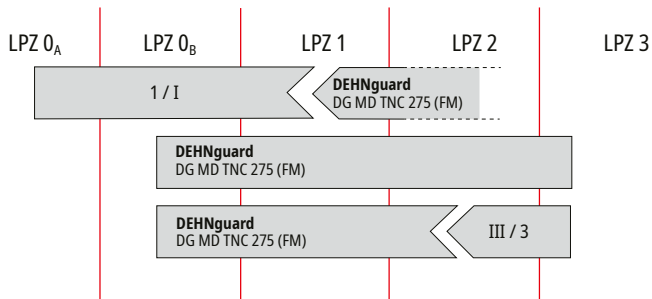 LPZ 0A LPZ 0B LPZ 1 LPZ 2 LPZ 3
1 / I
DEHNguard
DG MD TNC 275 (FM)
DEHNguard
DG MD TNC 275 (FM)
DEHNguard
DG MD TNC 275 (FM)
III / 3